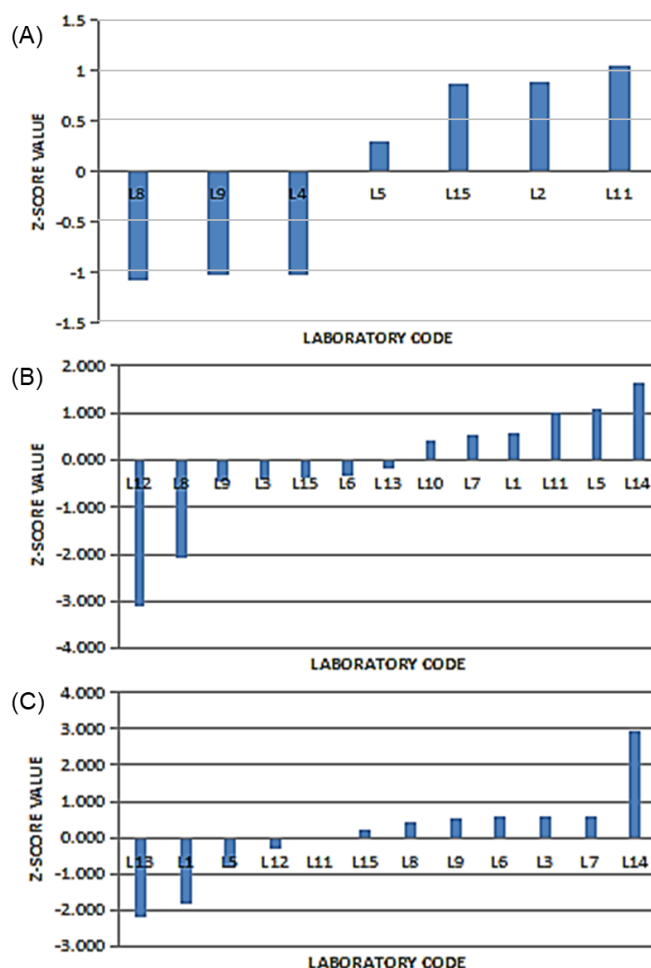 (A)
1.5
1
0.5
0
-0.5
-1
-1.5
Z-SCORE VALUE
L8 L9 L4 L5 L15 L2 L11
LABORATORY CODE
(B)
2.000
1.000
0.000
-1.000
-2.000
-3.000
-4.000
Z-SCORE VALUE
L12 L8 L9 L3 L15 L6 L13 L10 L7 L1 L11 L5 L14
LABORATORY CODE
(C)
4.000
3.000
2.000
1.000
0.000
-1.000
-2.000
-3.000
Z-SCORE VALUE
L13 L1 L5 L12 L11 L15 L8 L9 L6 L3 L7 L14
LABORATORY CODE